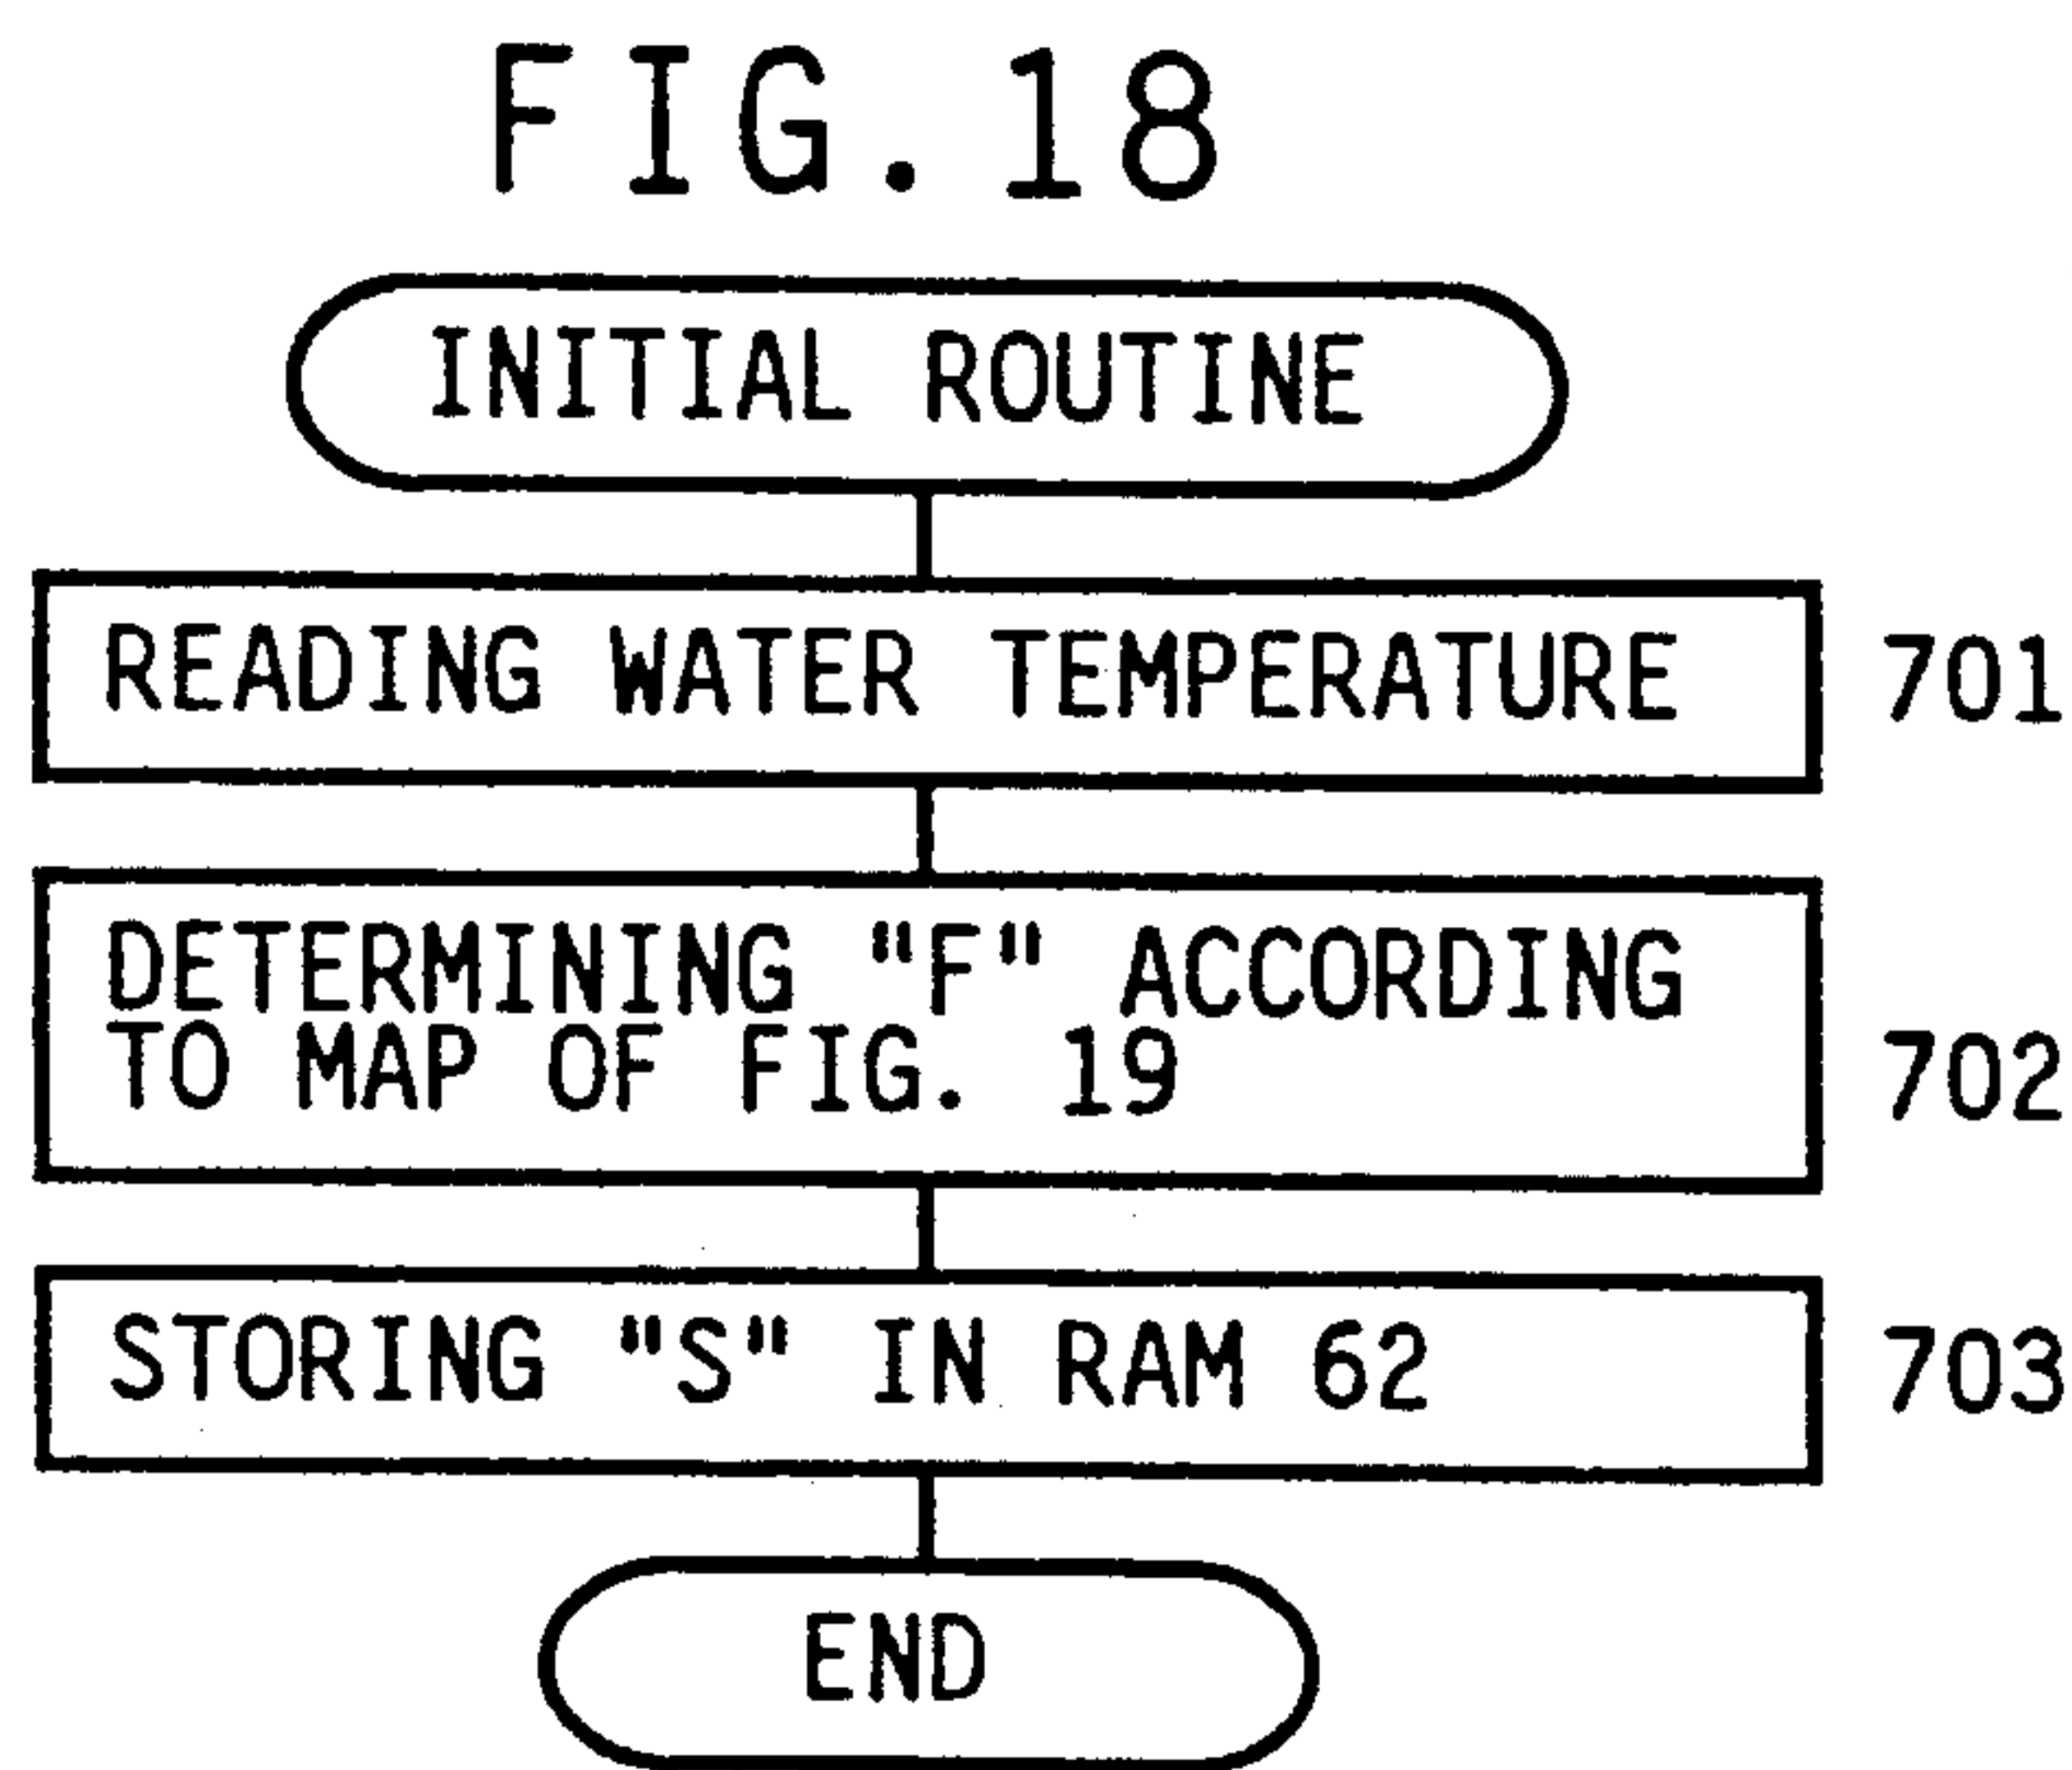 FIG.18
INITIAL ROUTINE
READING WATER TEMPERATURE 701
DETERMINING "F" ACCORDING
TO MAP OF FIG. 19 702
STORING "S" IN RAM 62 703
END